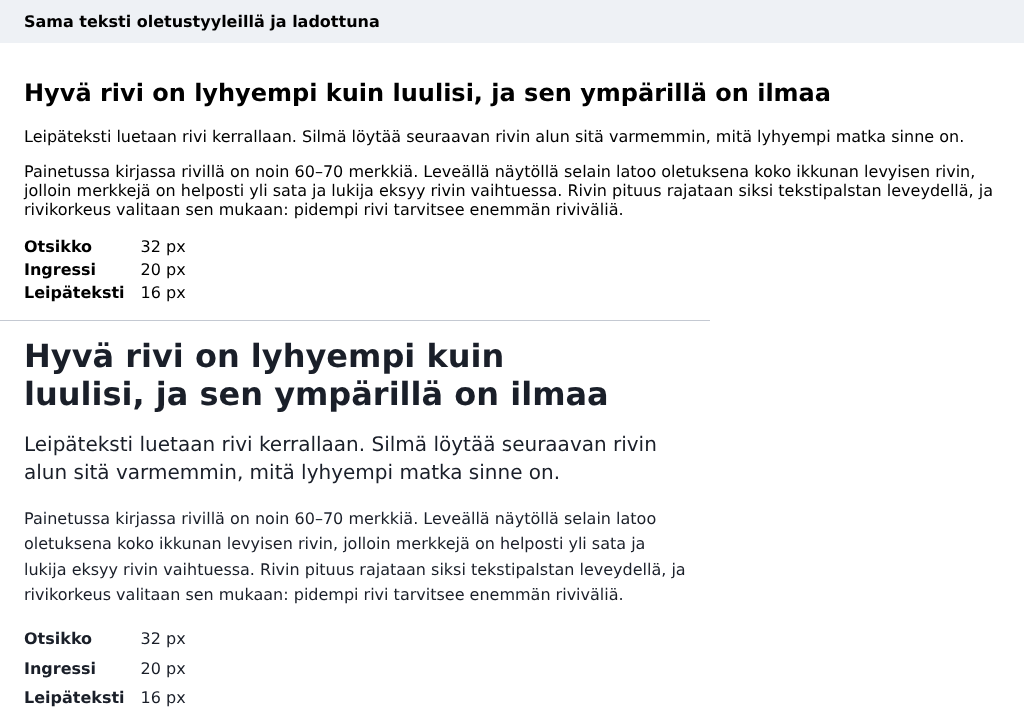 Sama teksti oletustyyleillä ja ladottuna
Hyvä rivi on lyhyempi kuin luulisi, ja sen ympärillä on ilmaa
Leipäteksti luetaan rivi kerrallaan. Silmä löytää seuraavan rivin alun sitä varmemmin, mitä lyhyempi matka sinne on.
Painetussa kirjassa rivillä on noin 60–70 merkkiä. Leveällä näytöllä selain latoo oletuksena koko ikkunan levyisen rivin,
jolloin merkkejä on helposti yli sata ja lukija eksyy rivin vaihtuessa. Rivin pituus rajataan siksi tekstipalstan leveydellä, ja
rivikorkeus valitaan sen mukaan: pidempi rivi tarvitsee enemmän riviväliä.
Otsikko 32 px
Ingressi 20 px
Leipäteksti 16 px
Hyvä rivi on lyhyempi kuin
luulisi, ja sen ympärillä on ilmaa
Leipäteksti luetaan rivi kerrallaan. Silmä löytää seuraavan rivin
alun sitä varmemmin, mitä lyhyempi matka sinne on.
Painetussa kirjassa rivillä on noin 60–70 merkkiä. Leveällä näytöllä selain latoo
oletuksena koko ikkunan levyisen rivin, jolloin merkkejä on helposti yli sata ja
lukija eksyy rivin vaihtuessa. Rivin pituus rajataan siksi tekstipalstan leveydellä, ja
rivikorkeus valitaan sen mukaan: pidempi rivi tarvitsee enemmän riviväliä.
Otsikko 32 px
Ingressi 20 px
Leipäteksti 16 px